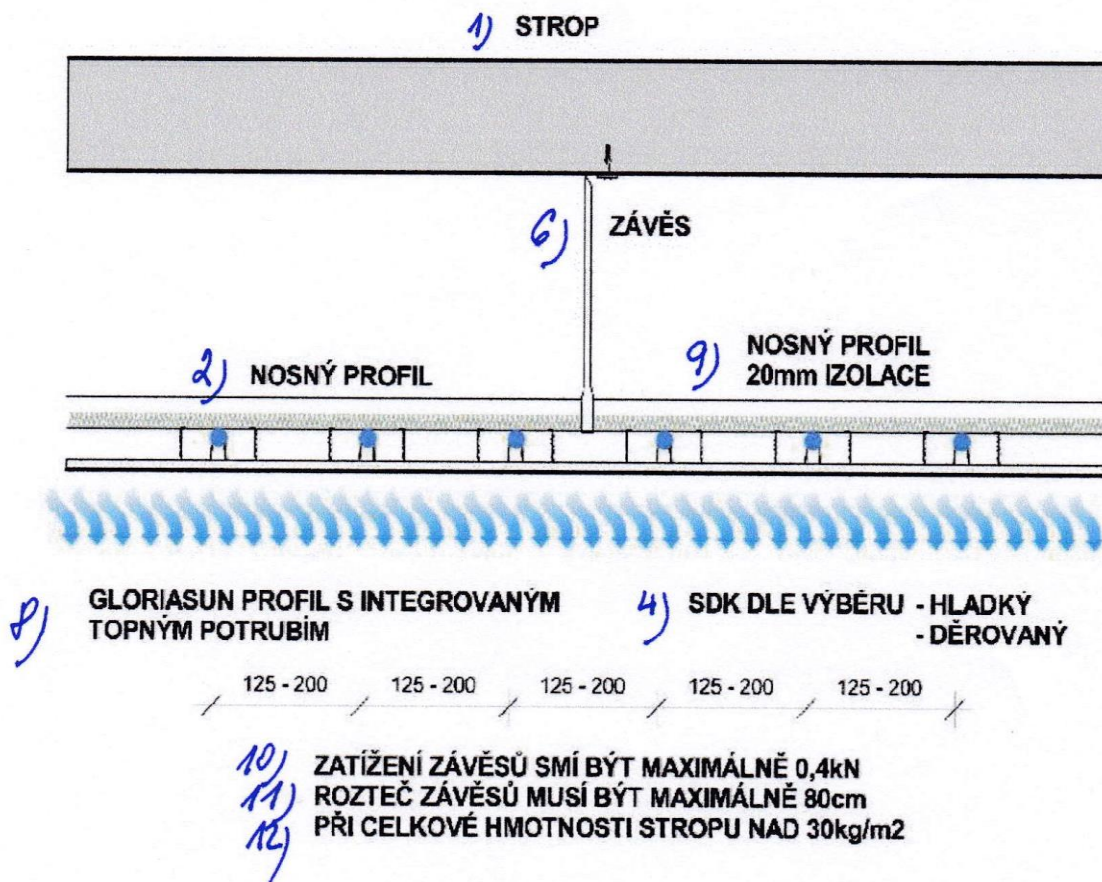 1) STROP
6) ZÁVĚS
2) NOSNÝ PROFIL
9) NOSNÝ PROFIL
20mm IZOLACE
8) GLORIASUN PROFIL S INTEGROVANÝM
TOPNÝM POTRUBÍM
4) SDK DLE VÝBĚRU - HLADKÝ
- DĚROVANÝ
125 - 200 125 - 200 125 - 200 125 - 200 125 - 200
10) ZATÍŽENÍ ZÁVĚSŮ SMÍ BÝT MAXIMÁLNĚ 0,4kN
11) ROZTEČ ZÁVĚSŮ MUSÍ BÝT MAXIMÁLNĚ 80cm
12) PŘI CELKOVÉ HMOTNOSTI STROPU NAD 30kg/m2